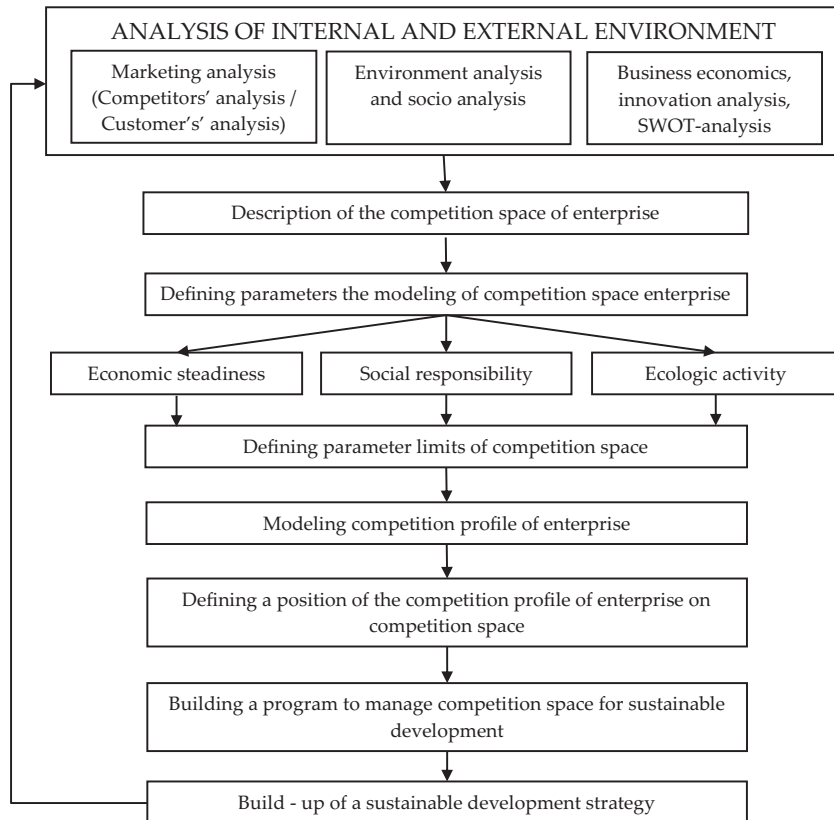 ANALYSIS OF INTERNAL AND EXTERNAL ENVIRONMENT
Marketing analysis
(Competitors' analysis /
Customer's' analysis)
Environment analysis
and socio analysis
Business economics,
innovation analysis,
SWOT-analysis
Description of the competition space of enterprise
Defining parameters the modeling of competition space enterprise
Economic steadiness
Social responsibility
Ecologic activity
Defining parameter limits of competition space
Modeling competition profile of enterprise
Defining a position of the competition profile of enterprise on
competition space
Building a program to manage competition space for sustainable
development
Build - up of a sustainable development strategy